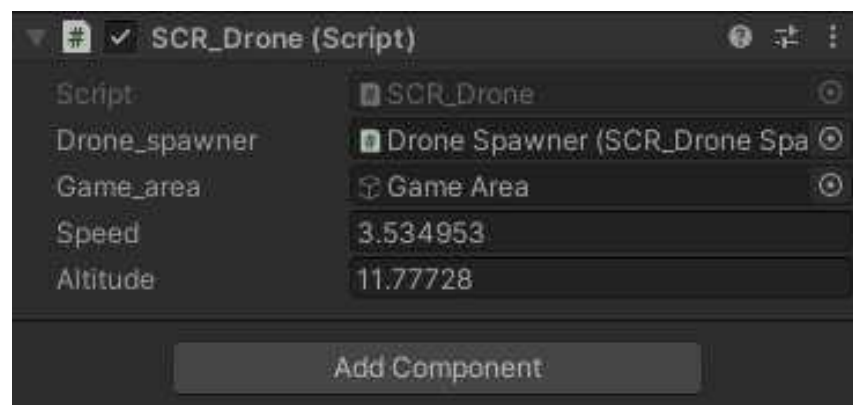 # SCR_Drone (Script)
Script # SCR_Drone
Drone_spawner # Drone Spawner (SCR_Drone Spa
Game_area Game Area
Speed 3.534953
Altitude 11.77728
Add Component